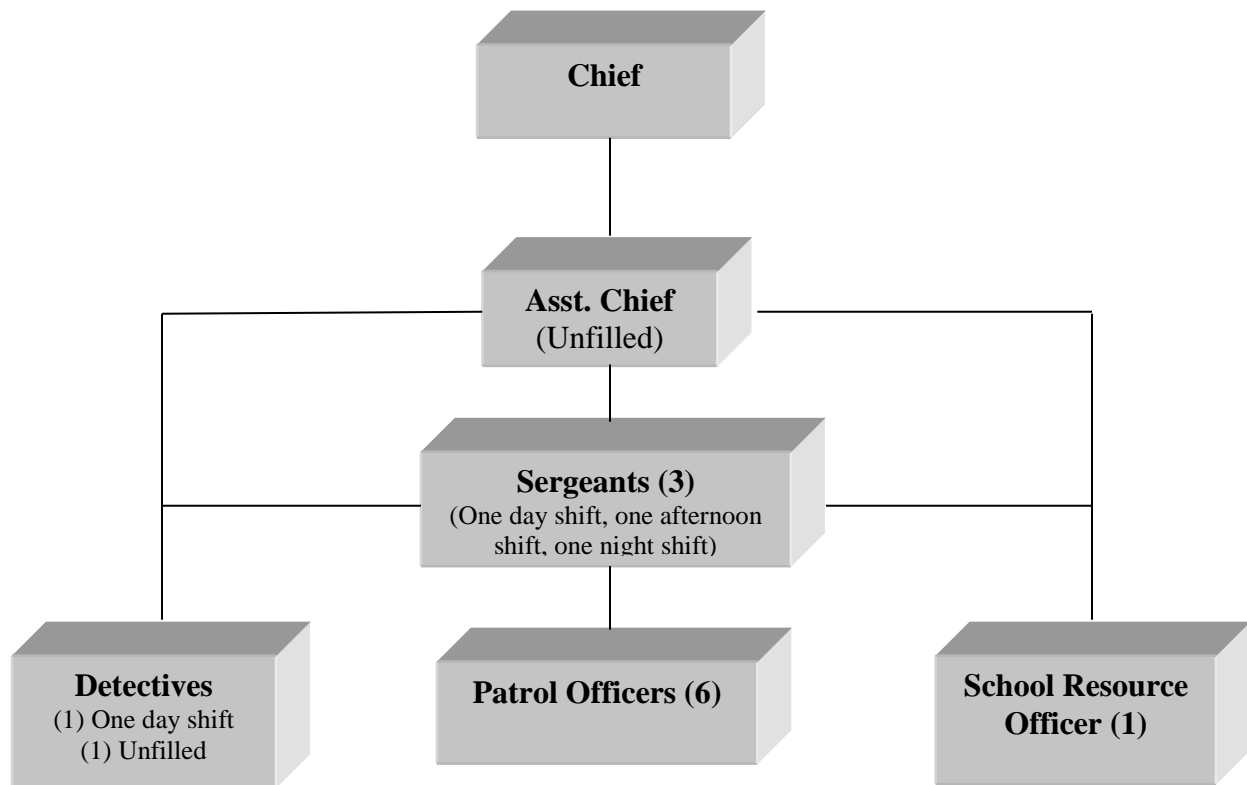 Chief
Asst. Chief
(Unfilled)
Sergeants (3)
(One day shift, one afternoon
shift, one night shift)
Detectives
(1) One day shift
(1) Unfilled
Patrol Officers (6)
School Resource
Officer (1)